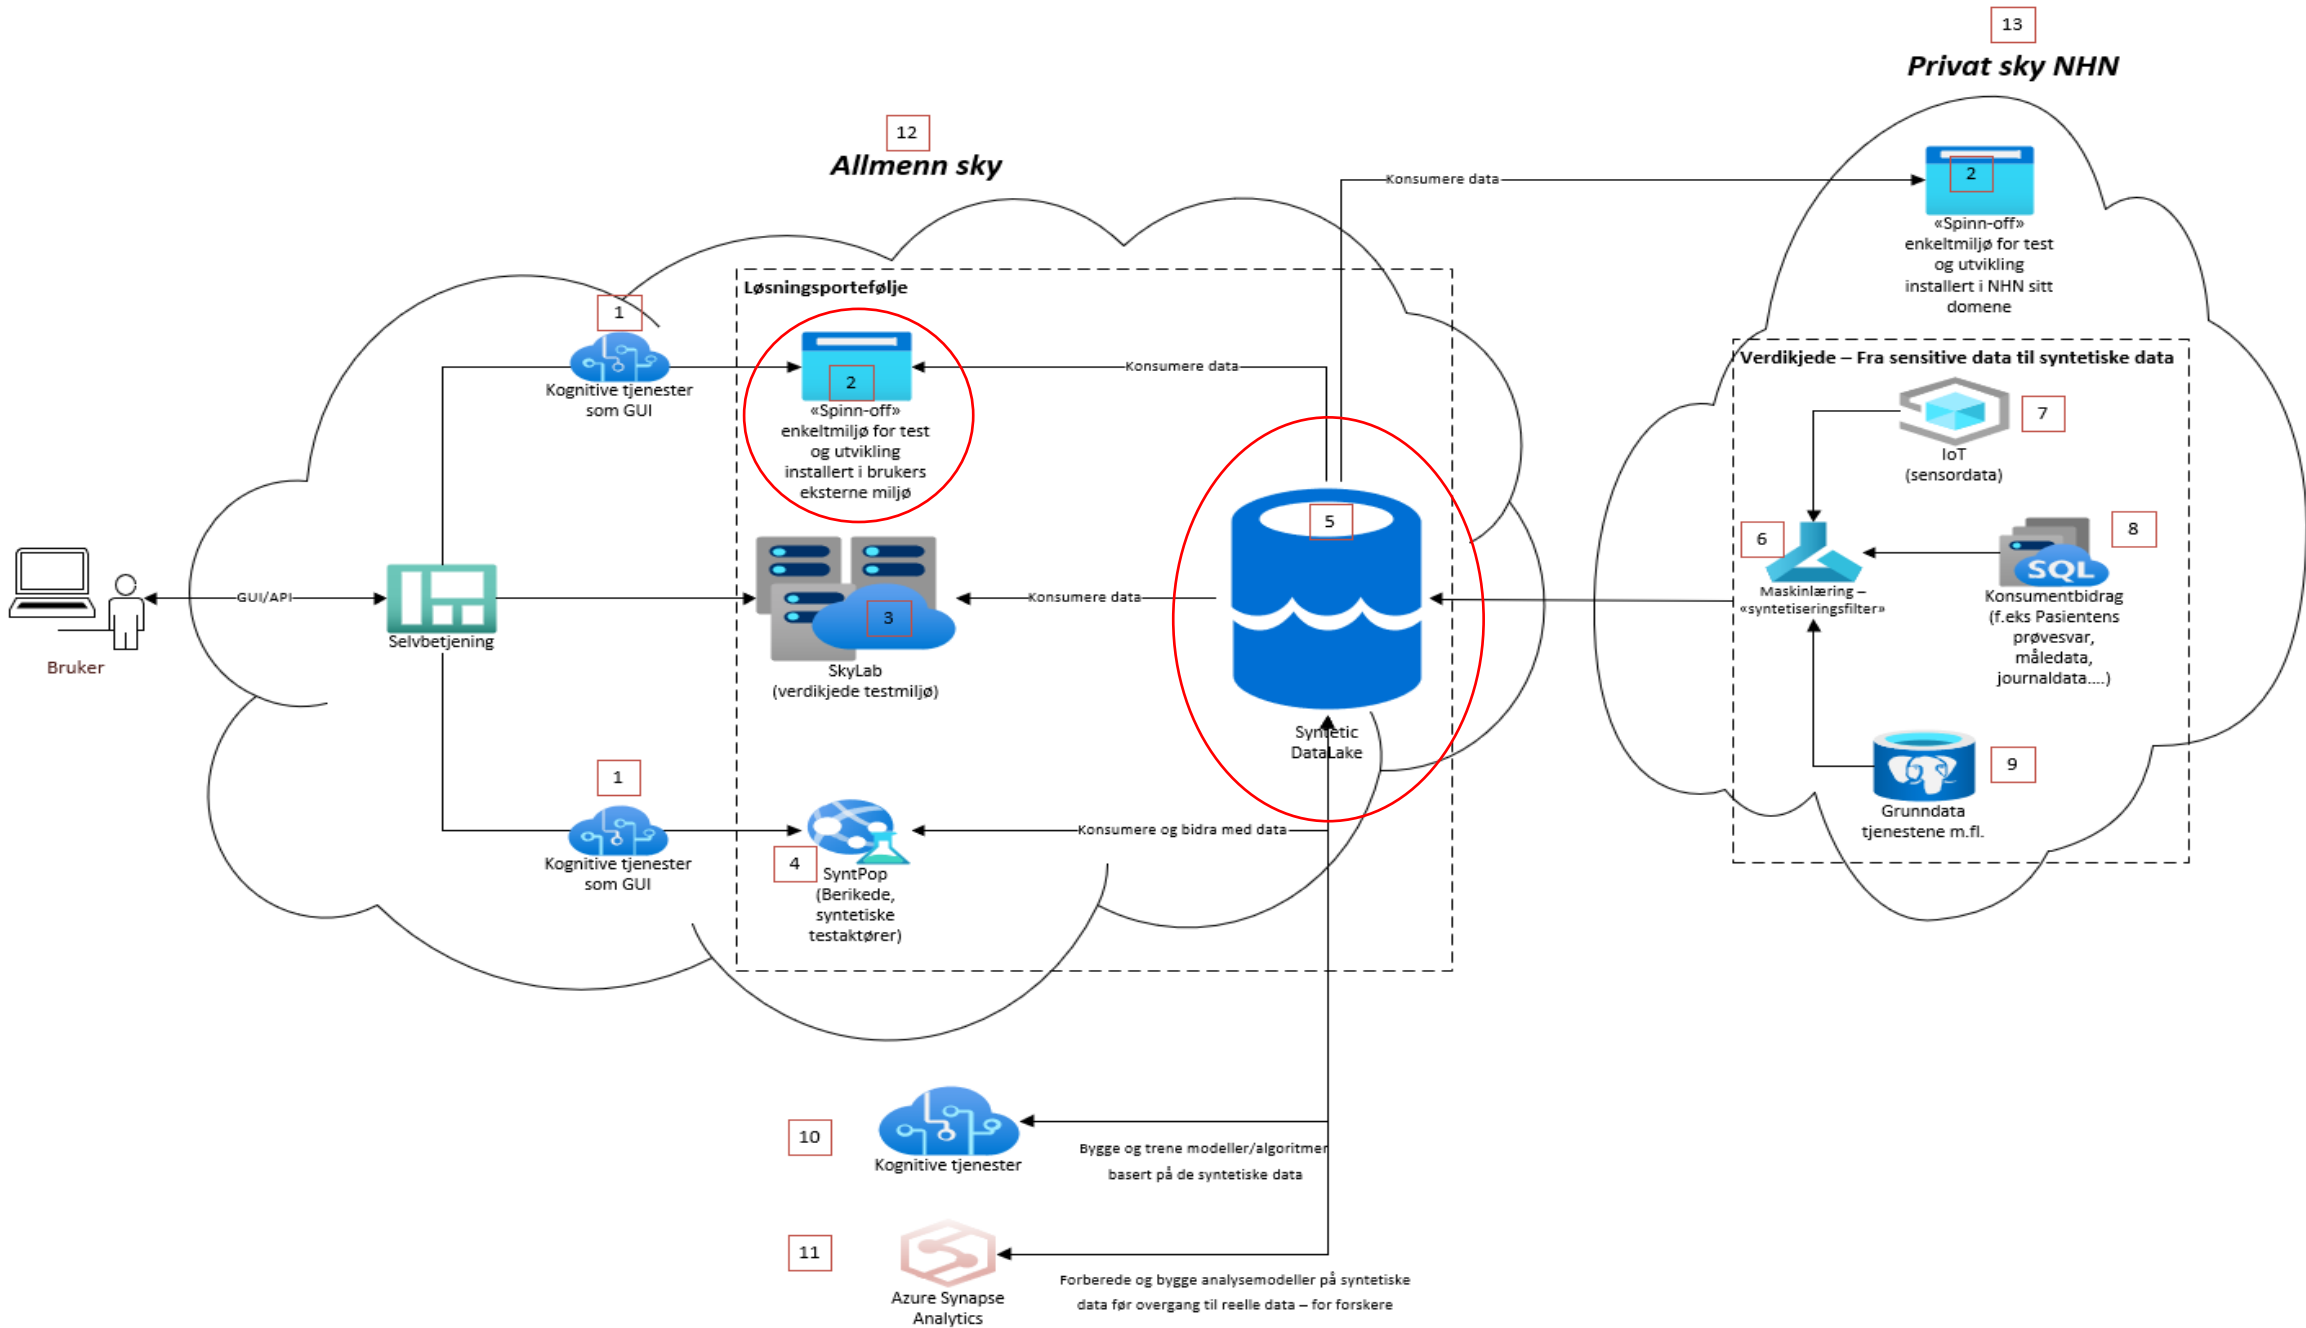 13
Privat sky NHN
12
Allmenn sky
Konsumere data
2
«Spinn-off»
enkeltmiljø for test
og utvikling
installert i NHN sitt
domene
Løsningsportefølje
1
Kognitive tjenester
som GUI
2
«Spinn-off»
enkeltmiljø for test
og utvikling
installert i brukers
eksterne miljø
Konsumere data
Verdikjede – Fra sensitive data til syntetiske data
7
IoT
(sensordata)
5
6
Maskinlæring –
«syntetiseringsfilter»
8
SQL
Konsumentbidrag
(f.eks Pasientens
prøvesvar,
måledata,
journaldata....)
GUI/API
Bruker
Selvbetjening
3
SkyLab
(verdikjede testmiljø)
Konsumere data
Syntetic
DataLake
9
Grunndata
tjenestene m.fl.
1
Kognitive tjenester
som GUI
4
SyntPop
(Berikede,
syntetiske
testaktører)
Konsumere og bidra med data
10
Kognitive tjenester
Bygge og trene modeller/algoritmer
basert på de syntetiske data
11
Azure Synapse
Analytics
Forberede og bygge analysemodeller på syntetiske
data før overgang til reelle data – for forskere